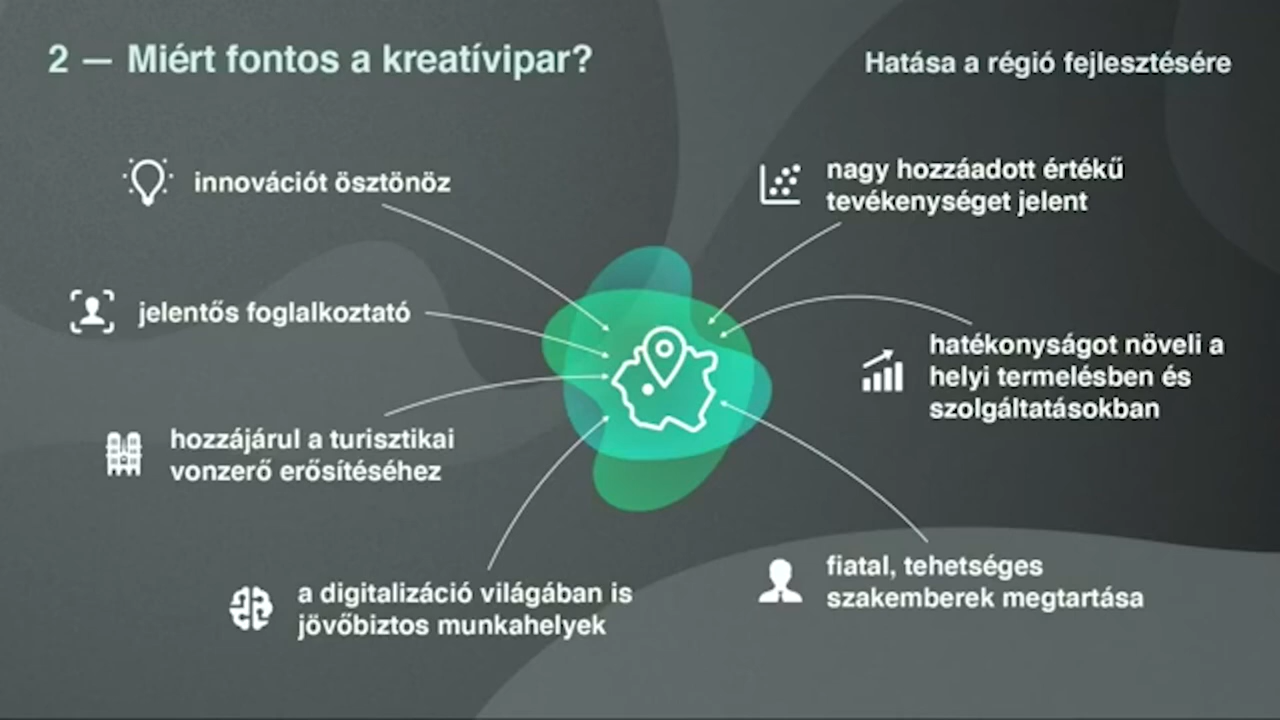 2 — Miért fontos a kreatívipar?
Hatása a régió fejlesztésére
innovációt ösztönöz
jelentős foglalkoztató
hozzájárul a turisztikai
vonzerő erősítéséhez
a digitalizáció világában is
jövőbiztos munkahelyek
nagy hozzáadott értékű
tevékenységet jelent
hatékonyságot növeli a
helyi termelésben és
szolgáltatásokban
fiatal, tehetséges
szakemberek megtartása